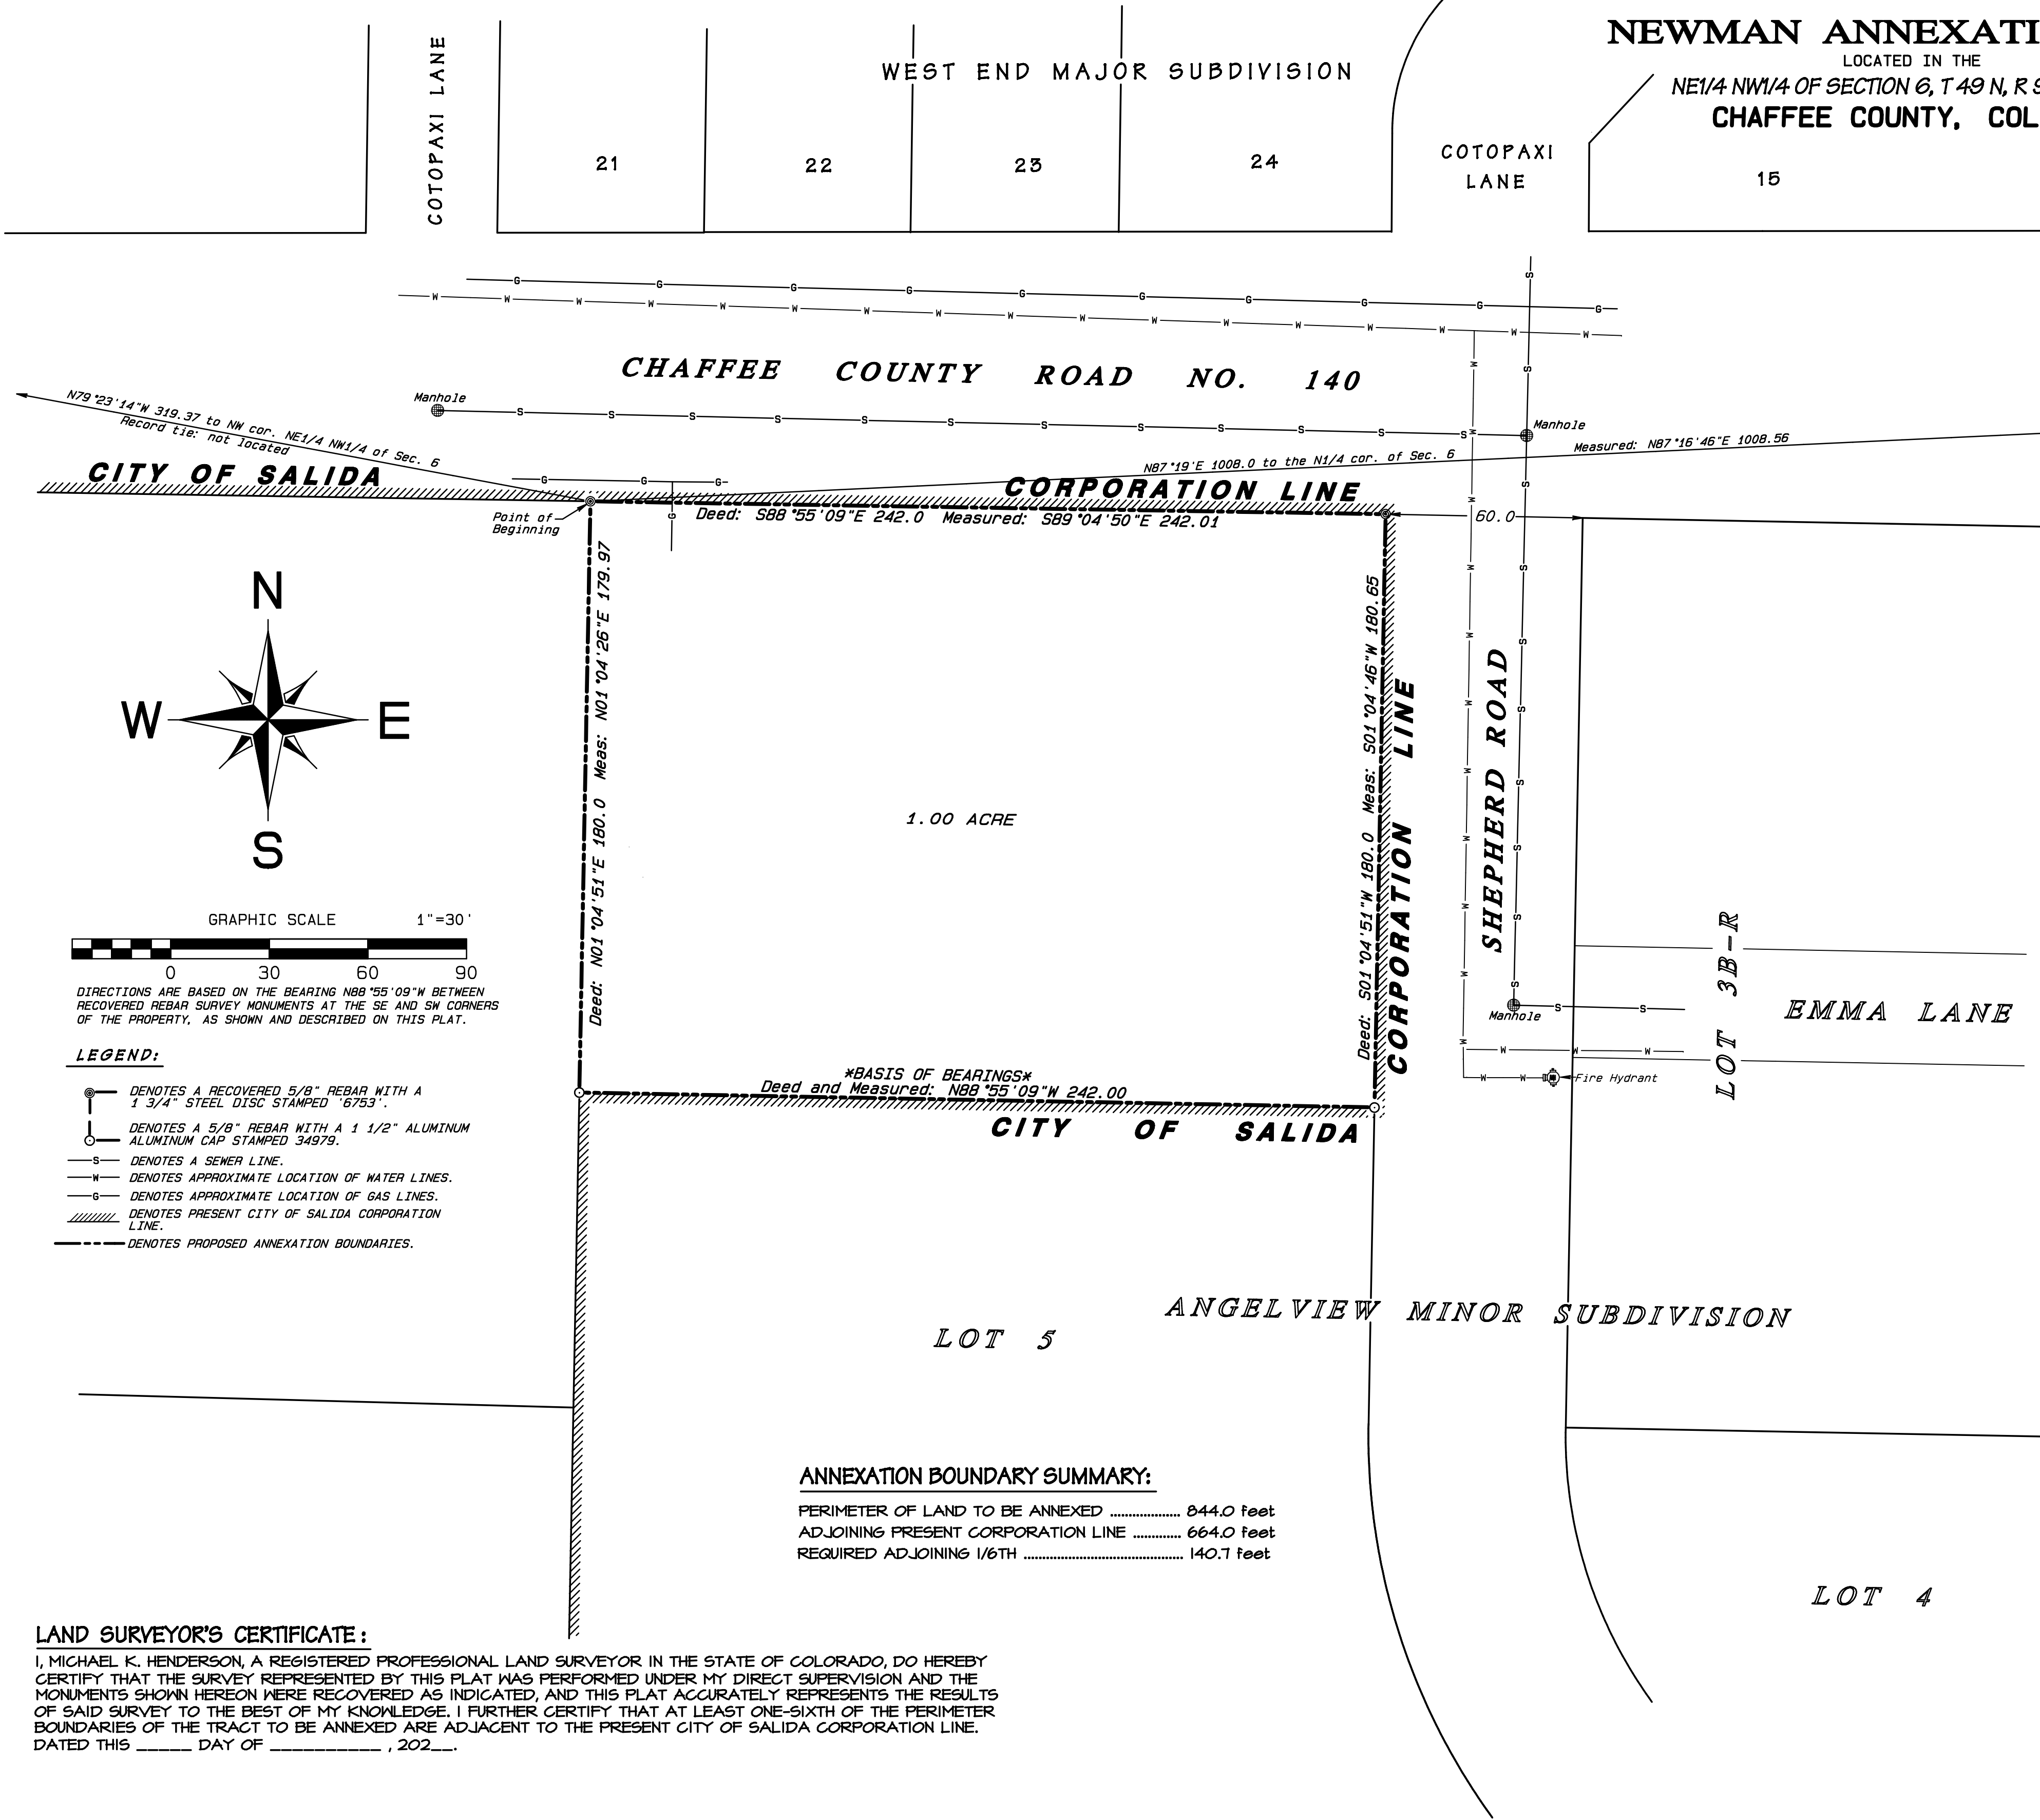 NEWMAN ANNEXATI
LOCATED IN THE
NE1/4 NW1/4 OF SECTION 6, T 49 N, R 9
CHAFFEE COUNTY, COL
WEST END MAJOR SUBDIVISION
COTOPAXI LANE
21
22
23
24
COTOPAXI
LANE
15
CHAFFEE COUNTY ROAD NO. 140
Manhole
Manhole
N79°23'14"W 319.37 to NW cor. NE1/4 NW1/4 of Sec. 6
Record tie: not located
Measured: N87°16'46"E 1008.56
N87°19'E 1008.0 to the N1/4 cor. of Sec. 6
CITY OF SALIDA
CORPORATION LINE
Point of
Beginning
Deed: S88°55'09"E 242.0 Measured: S89°04'50"E 242.01
60.0
N
W
E
S
Deed: N01°04'51"E 180.0 Meas: N01°04'26"E 179.97
1.00 ACRE
Deed: S01°04'51"W 180.0 Meas: S01°04'46"W 180.65
CORPORATION LINE
SHEPHERD ROAD
LOT 3B-R
EMMA LANE
Manhole
Fire Hydrant
GRAPHIC SCALE 1"=30'
0 30 60 90
DIRECTIONS ARE BASED ON THE BEARING N88°55'09"W BETWEEN
RECOVERED REBAR SURVEY MONUMENTS AT THE SE AND SW CORNERS
OF THE PROPERTY, AS SHOWN AND DESCRIBED ON THIS PLAT.
LEGEND:
DENOTES A RECOVERED 5/8" REBAR WITH A
1 3/4" STEEL DISC STAMPED '6753'.
DENOTES A 5/8" REBAR WITH A 1 1/2" ALUMINUM
ALUMINUM CAP STAMPED 34979.
S DENOTES A SEWER LINE.
W DENOTES APPROXIMATE LOCATION OF WATER LINES.
G DENOTES APPROXIMATE LOCATION OF GAS LINES.
DENOTES PRESENT CITY OF SALIDA CORPORATION
LINE.
DENOTES PROPOSED ANNEXATION BOUNDARIES.
*BASIS OF BEARINGS*
Deed and Measured: N88°55'09"W 242.00
CITY OF SALIDA
ANGELVIEW MINOR SUBDIVISION
LOT 5
LOT 4
ANNEXATION BOUNDARY SUMMARY:
PERIMETER OF LAND TO BE ANNEXED ................... 844.0 feet
ADJOINING PRESENT CORPORATION LINE ............. 664.0 feet
REQUIRED ADJOINING 1/6TH ........................................... 140.7 feet
LAND SURVEYOR'S CERTIFICATE:
I, MICHAEL K. HENDERSON, A REGISTERED PROFESSIONAL LAND SURVEYOR IN THE STATE OF COLORADO, DO HEREBY
CERTIFY THAT THE SURVEY REPRESENTED BY THIS PLAT WAS PERFORMED UNDER MY DIRECT SUPERVISION AND THE
MONUMENTS SHOWN HEREON WERE RECOVERED AS INDICATED, AND THIS PLAT ACCURATELY REPRESENTS THE RESULTS
OF SAID SURVEY TO THE BEST OF MY KNOWLEDGE. I FURTHER CERTIFY THAT AT LEAST ONE-SIXTH OF THE PERIMETER
BOUNDARIES OF THE TRACT TO BE ANNEXED ARE ADJACENT TO THE PRESENT CITY OF SALIDA CORPORATION LINE.
DATED THIS _____ DAY OF __________ , 202__.